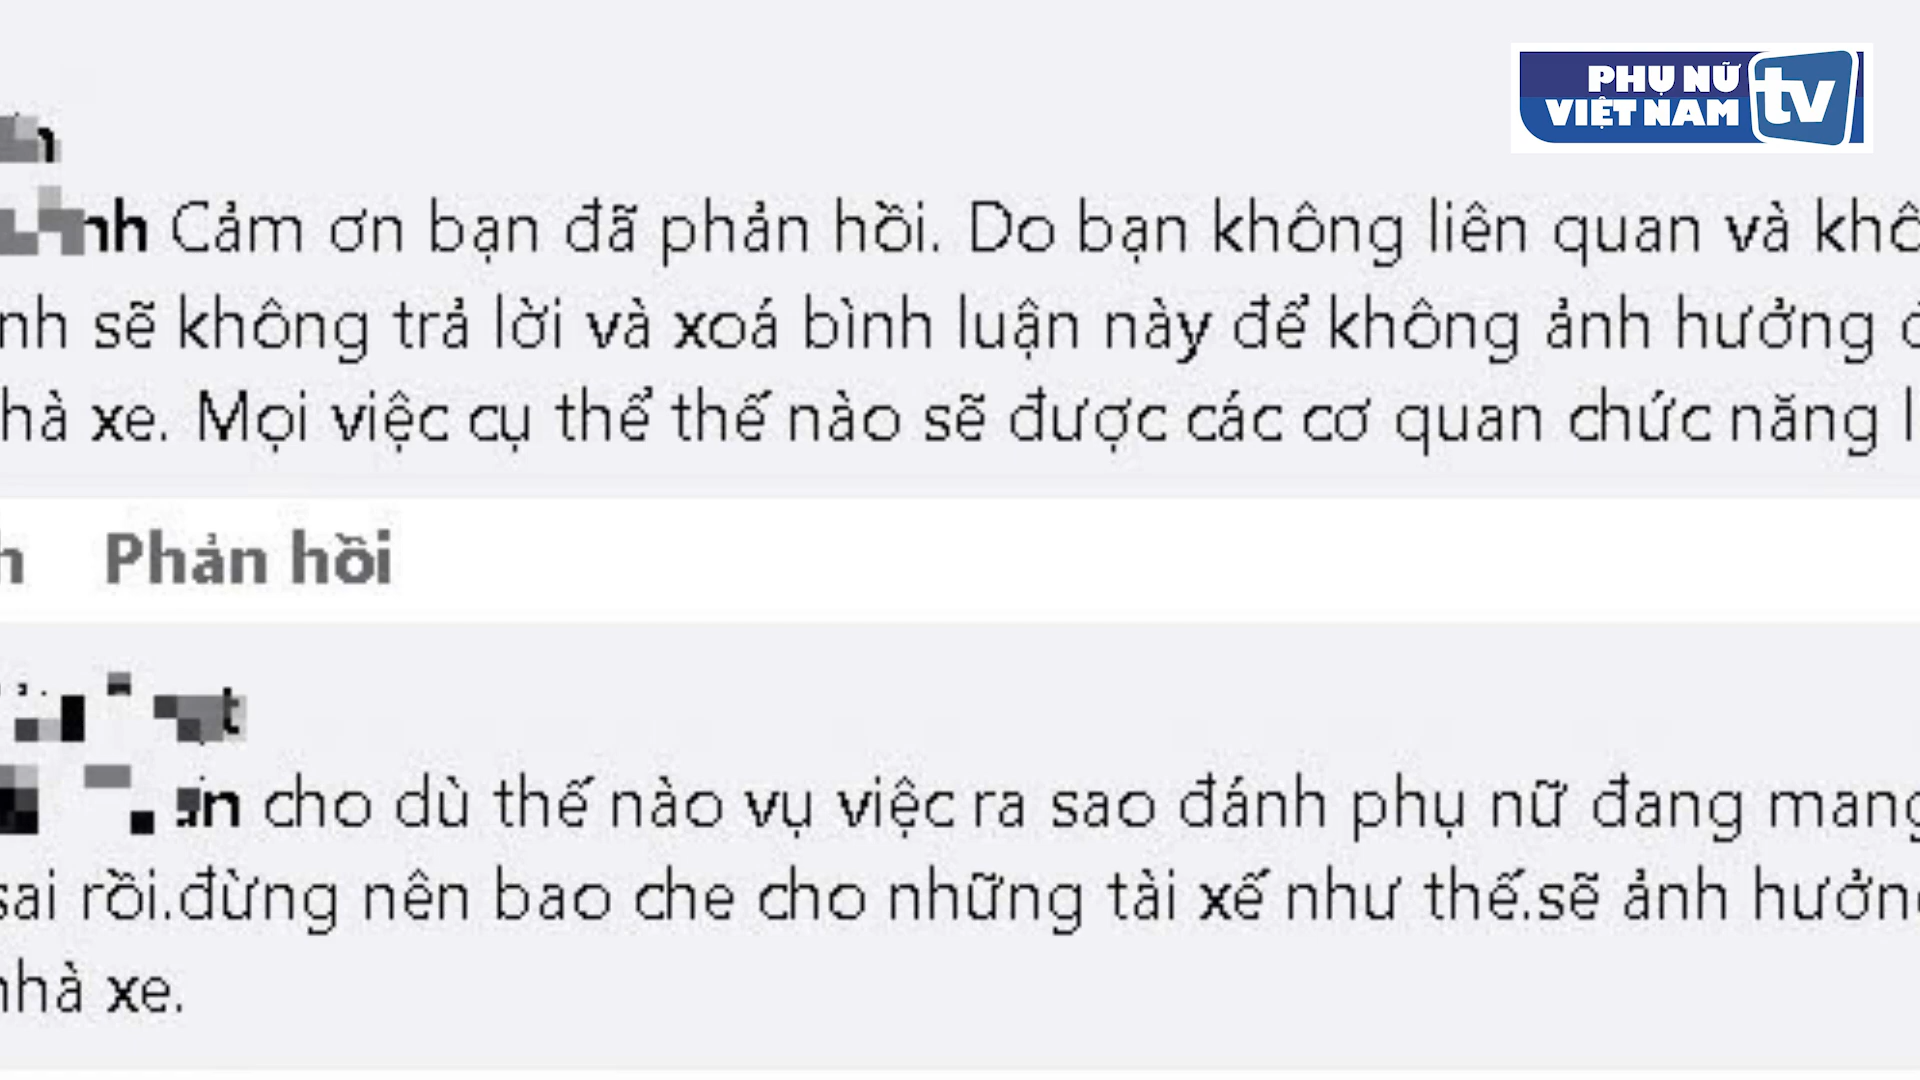 PHỤ NỮ
VIỆT NAM
tv
nh Cảm ơn bạn đã phản hồi. Do bạn không liên quan và khô
nh sẽ không trả lời và xoá bình luận này để không ảnh hưởng đ
hà xe. Mọi việc cụ thể thế nào sẽ được các cơ quan chức năng l
h Phản hồi
t
in cho dù thế nào vụ việc ra sao đánh phụ nữ đang mang
sai rồi.đừng nên bao che cho những tài xế như thế.sẽ ảnh hưởng
nhà xe.